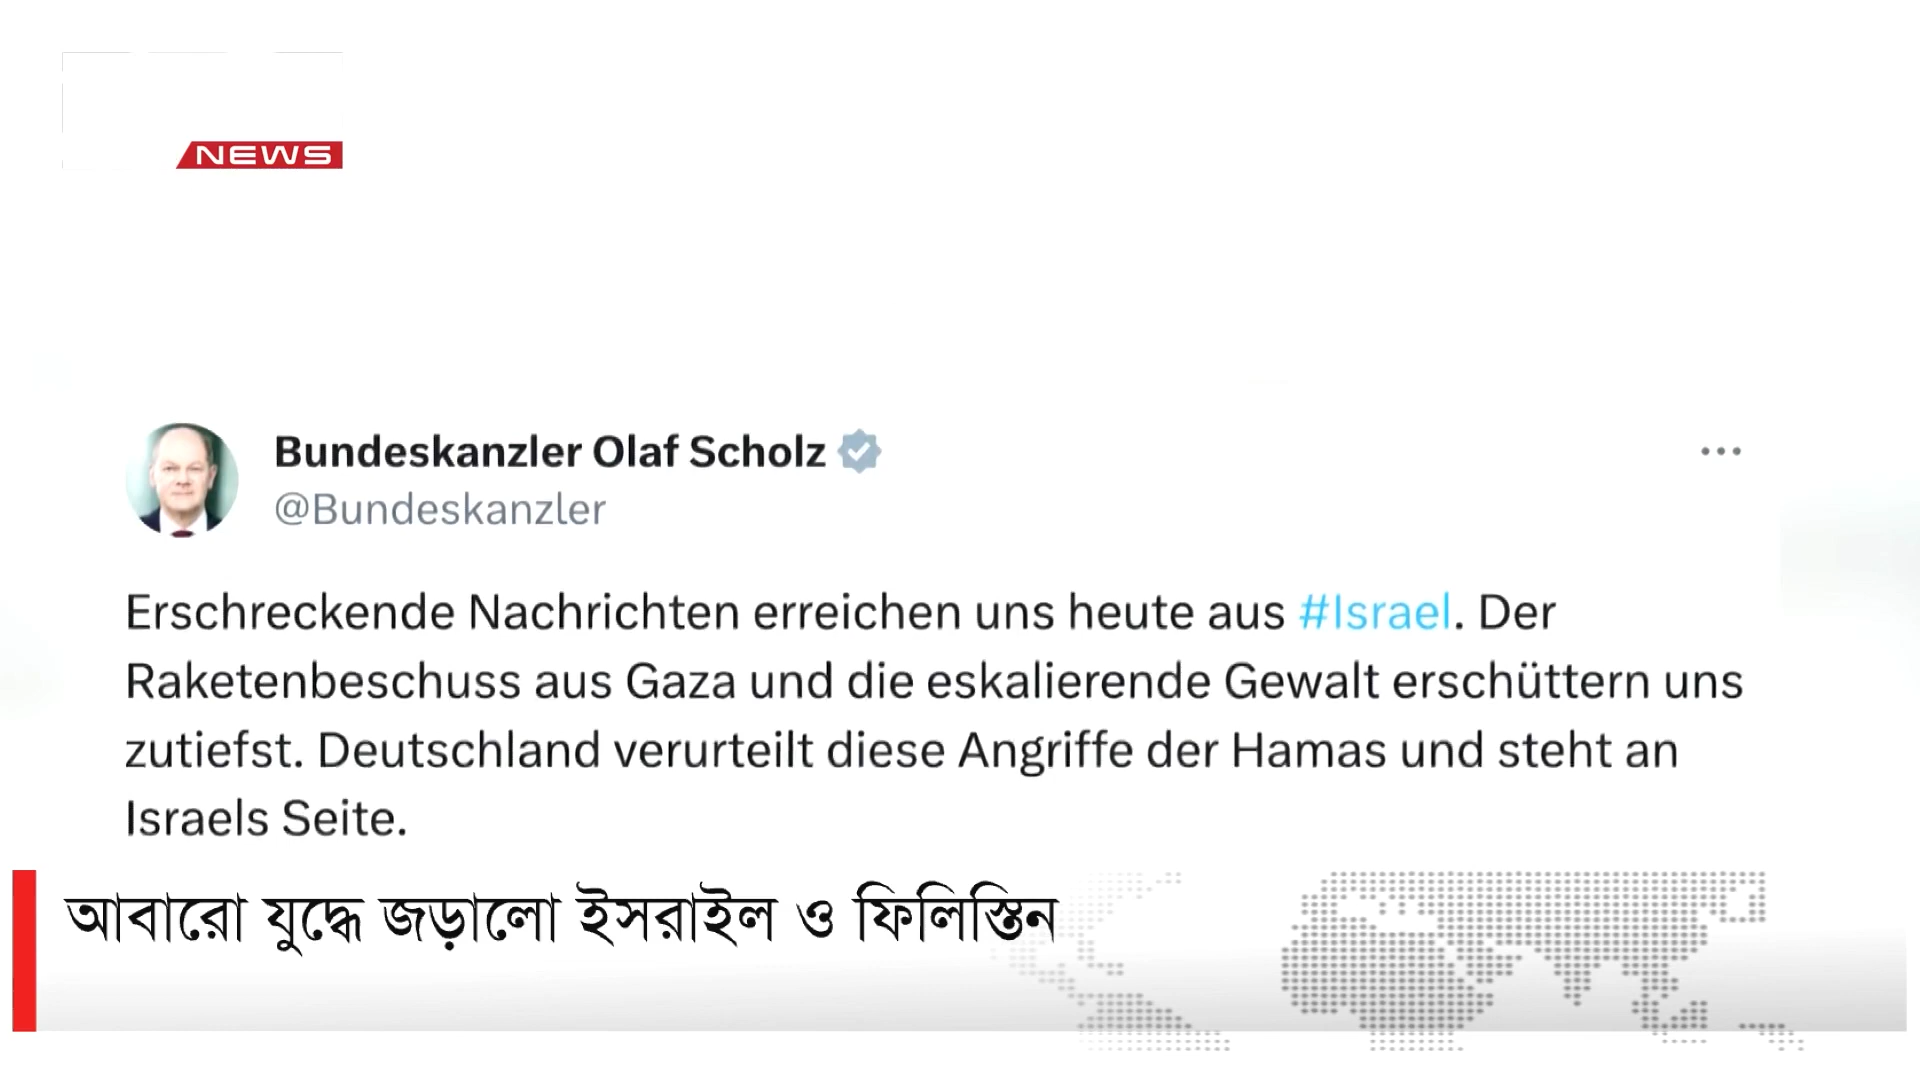 NEWS
Bundeskanzler Olaf Scholz
@Bundeskanzler
Erschreckende Nachrichten erreichen uns heute aus #Israel. Der
Raketenbeschuss aus Gaza und die eskalierende Gewalt erschüttern uns
zutiefst. Deutschland verurteilt diese Angriffe der Hamas und steht an
Israels Seite.
আবারো যুদ্ধে জড়ালো ইসরাইল ও ফিলিস্তিন